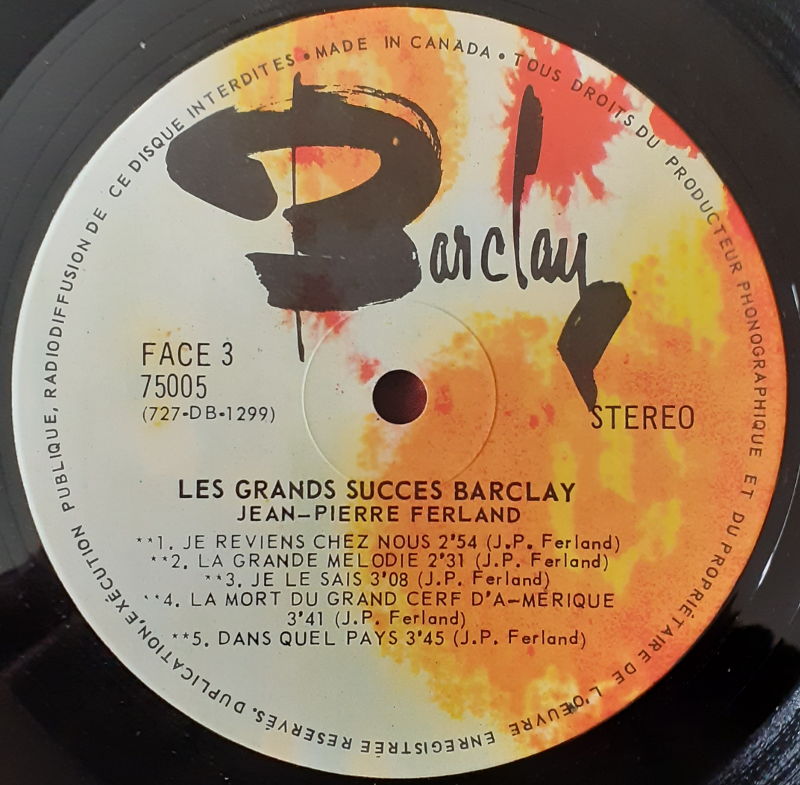 MADE IN CANADA • TOUS DROITS DU PRODUCTEUR PHONOGRAPHIQUE ET DU PROPRIÉTAIRE DE L'OEUVRE ENREGISTRÉE RESERVÉS. DUPLICATION, EXÉCUTION PUBLIQUE, RADIODIFFUSION DE CE DISQUE INTERDITES •
Barclay
FACE 3
75005
(727-DB-1299)
STEREO
LES GRANDS SUCCES BARCLAY
JEAN-PIERRE FERLAND
**1. JE REVIENS CHEZ NOUS 2'54 (J.P. Ferland)
**2. LA GRANDE MELODIE 2'31 (J.P. Ferland)
**3. JE LE SAIS 3'08 (J.P. Ferland)
**4. LA MORT DU GRAND CERF D'A-MERIQUE
3'41 (J.P. Ferland)
**5. DANS QUEL PAYS 3'45 (J.P. Ferland)